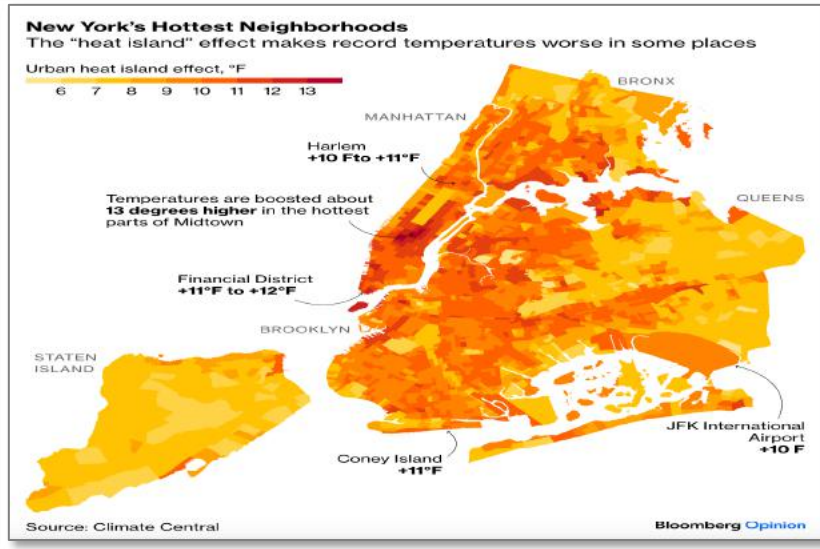 New York's Hottest Neighborhoods
The "heat island" effect makes record temperatures worse in some places
Urban heat island effect, °F
6 7 8 9 10 11 12 13
BRONX
MANHATTAN
Harlem
+10 Fto +11°F
Temperatures are boosted about
13 degrees higher in the hottest
parts of Midtown
QUEENS
Financial District
+11°F to +12°F
BROOKLYN
STATEN
ISLAND
JFK International
Airport
+10 F
Coney Island
+11°F
Source: Climate Central
Bloomberg Opinion